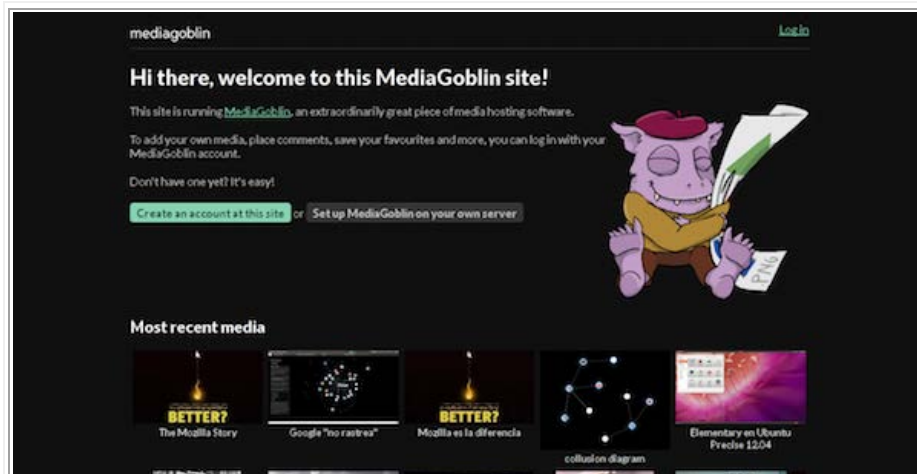 mediagoblin
Log in
Hi there, welcome to this MediaGoblin site!
This site is running MediaGoblin, an extraordinarily great piece of media hosting software.
To add your own media, place comments, save your favourites and more, you can log in with your
MediaGoblin account.
Don't have one yet? It's easy!
Create an account at this site or Set up MediaGoblin on your own server
PNG
Most recent media
BETTER?
BETTER?
The Mozilla Story
Google "no rastrea"
Mozilla es la diferencia
Elementary en Ubuntu
Precise 12.04
collusion diagram